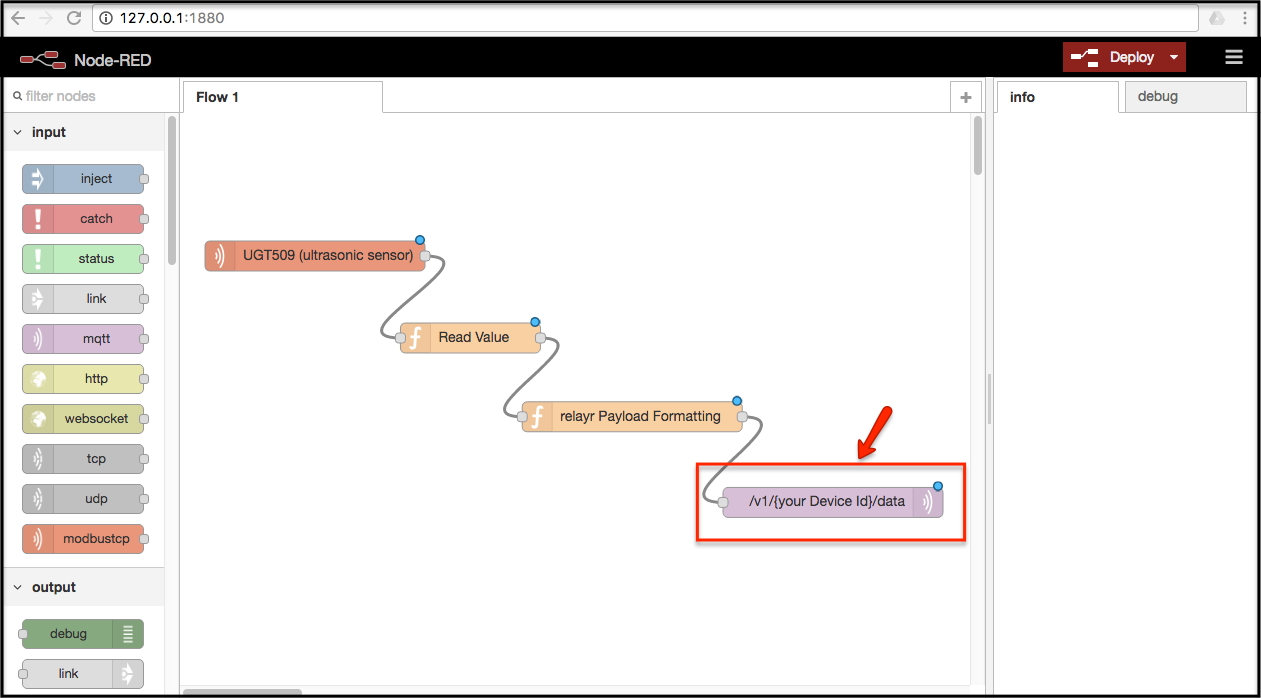 127.0.0.1:1880
Node-RED
Deploy
filter nodes
Flow 1
+
info
debug
input
inject
catch
status
link
mqtt
http
websocket
tcp
udp
modbustcp
output
debug
link
UGT509 (ultrasonic sensor)
Read Value
relayr Payload Formatting
/v1/{your Device Id}/data